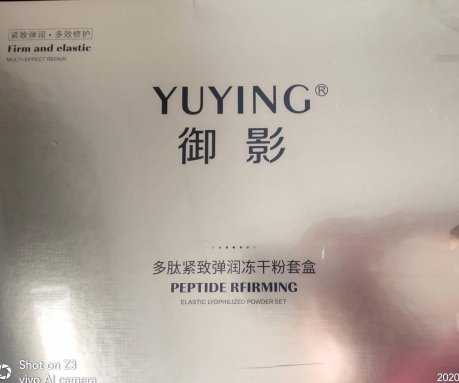 紧致弹润·多效修护
Firm and elastic
MULTI-EFFECT REPAIR
YUYING®
御影
多肽紧致弹润冻干粉套盒
PEPTIDE RFIRMING
ELASTIC LYOPHILIZED POWDER SET
Shot on Z3
vivo AI camera
2020